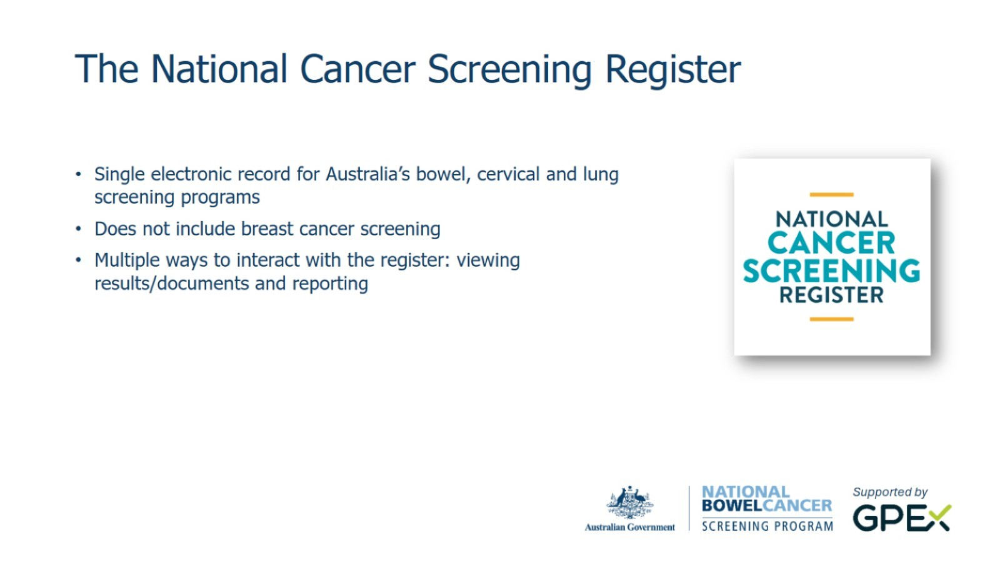 The National Cancer Screening Register
• Single electronic record for Australia’s bowel, cervical and lung
screening programs
• Does not include breast cancer screening
• Multiple ways to interact with the register: viewing
results/documents and reporting
NATIONAL
CANCER
SCREENING
REGISTER
Australian Government
NATIONAL
BOWELCANCER
SCREENING PROGRAM
Supported by
GPEX